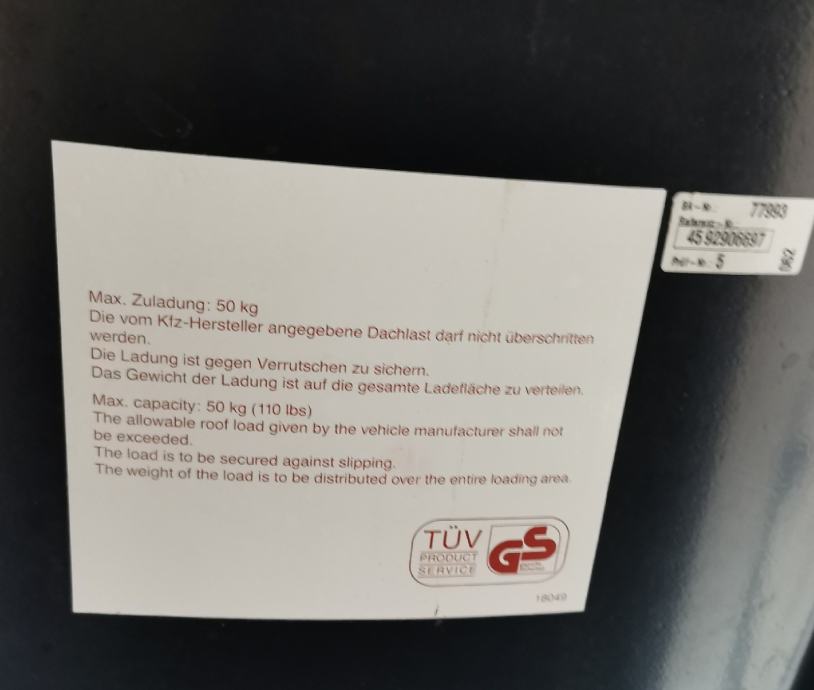 Max. Zuladung: 50 kg
Die vom Kfz-Hersteller angegebene Dachlast darf nicht überschritten
werden.
Die Ladung ist gegen Verrutschen zu sichern.
Das Gewicht der Ladung ist auf die gesamte Ladefläche zu verteilen.
Max. capacity: 50 kg (110 lbs)
The allowable roof load given by the vehicle manufacturer shall not
be exceeded.
The load is to be secured against slipping.
The weight of the load is to be distributed over the entire loading area.
TÜV
PRODUCT
SERVICE
GS
18049
77993
45 92906697
Prüf-Nr.: 5
062